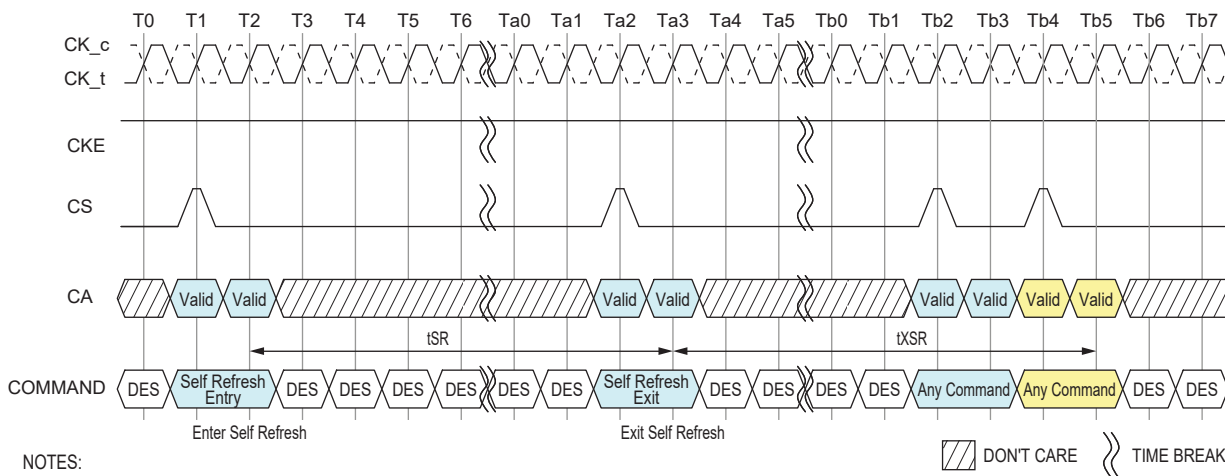 T0 T1 T2 T3 T4 T5 T6 Ta0 Ta1 Ta2 Ta3 Ta4 Ta5 Tb0 Tb1 Tb2 Tb3 Tb4 Tb5 Tb6 Tb7
CK_c
CK_t
CKE
CS
CA Valid Valid Valid Valid Valid Valid Valid Valid
tSR tXSR
COMMAND DES Self Refresh Entry DES DES DES DES DES DES Self Refresh Exit DES DES DES DES Any Command Any Command DES DES
Enter Self Refresh Exit Self Refresh
NOTES: DON'T CARE TIME BREAK